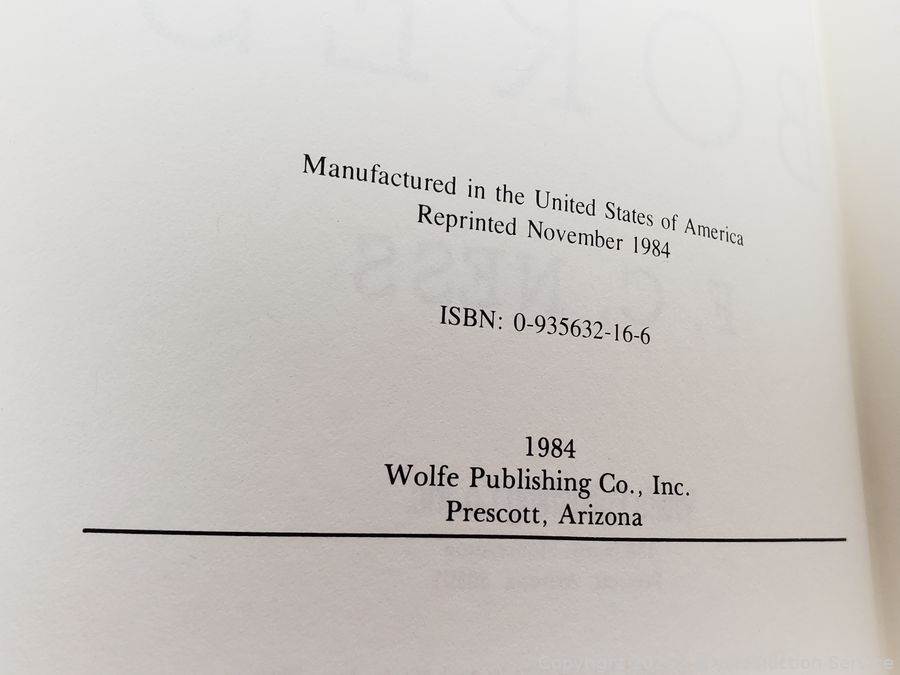 Manufactured in the United States of America
Reprinted November 1984
ISBN: 0-935632-16-6
1984
Wolfe Publishing Co., Inc.
Prescott, Arizona